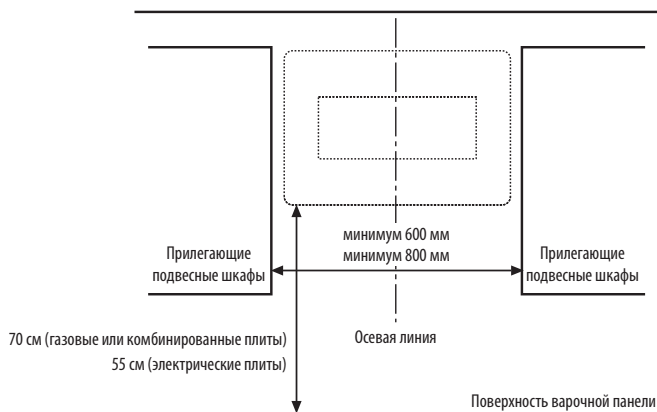 минимум 600 мм
минимум 800 мм
Прилегающие
подвесные шкафы
Прилегающие
подвесные шкафы
70 см (газовые или комбинированные плиты)
55 см (электрические плиты)
Осевая линия
Поверхность варочной панели